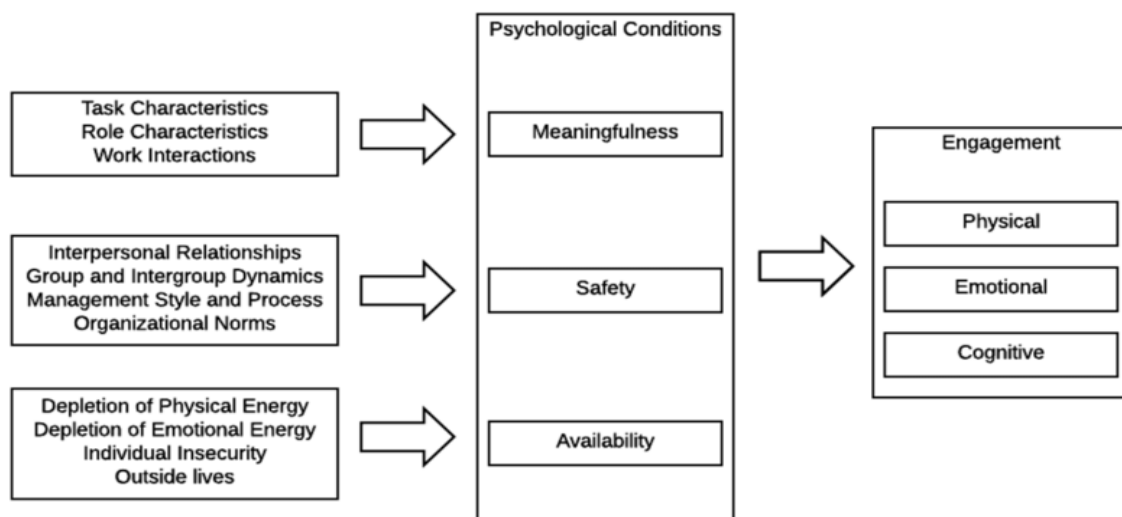 Psychological Conditions
Task Characteristics
Role Characteristics
Work Interactions
Meaningfulness
Interpersonal Relationships
Group and Intergroup Dynamics
Management Style and Process
Organizational Norms
Safety
Depletion of Physical Energy
Depletion of Emotional Energy
Individual Insecurity
Outside lives
Availability
Engagement
Physical
Emotional
Cognitive